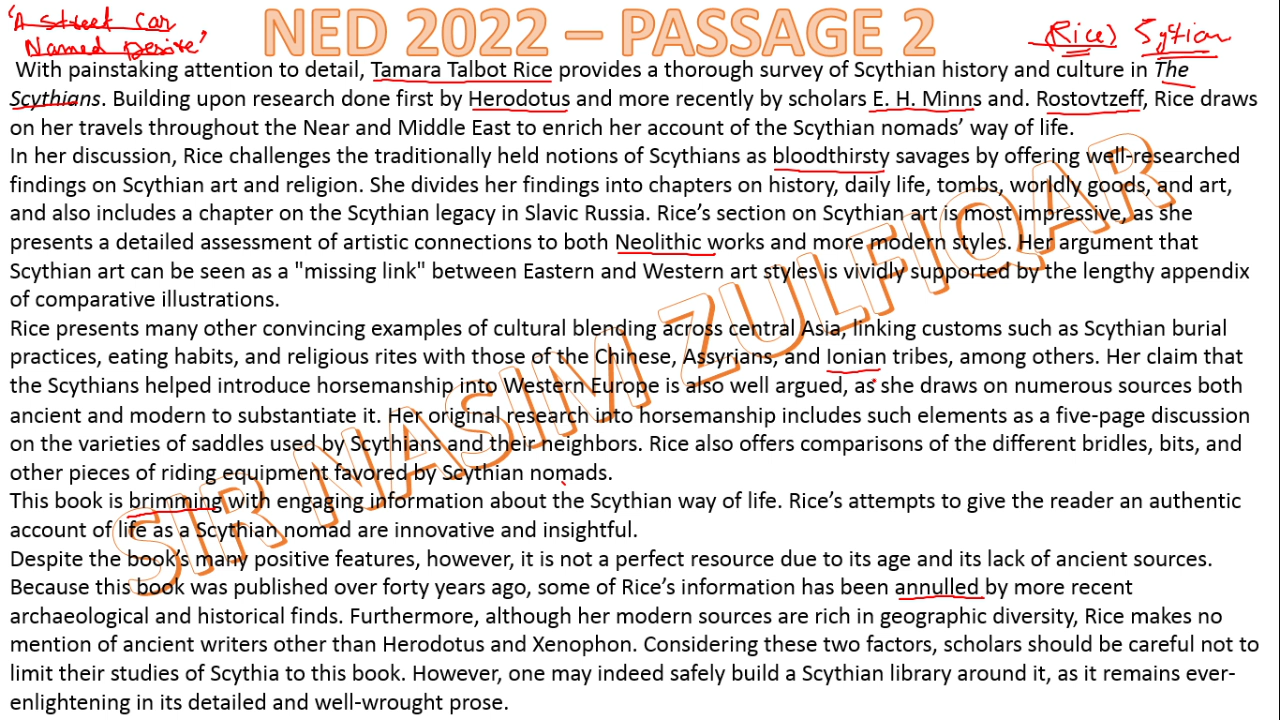 'A street Car
Named Desire'
NED 2022 – PASSAGE 2
(Rice) Sytian
With painstaking attention to detail, Tamara Talbot Rice provides a thorough survey of Scythian history and culture in The
Scythians. Building upon research done first by Herodotus and more recently by scholars E. H. Minns and. Rostovtzeff, Rice draws
on her travels throughout the Near and Middle East to enrich her account of the Scythian nomads' way of life.
In her discussion, Rice challenges the traditionally held notions of Scythians as bloodthirsty savages by offering well-researched
findings on Scythian art and religion. She divides her findings into chapters on history, daily life, tombs, worldly goods, and art,
and also includes a chapter on the Scythian legacy in Slavic Russia. Rice's section on Scythian art is most impressive, as she
presents a detailed assessment of artistic connections to both Neolithic works and more modern styles. Her argument that
Scythian art can be seen as a "missing link" between Eastern and Western art styles is vividly supported by the lengthy appendix
of comparative illustrations.
Rice presents many other convincing examples of cultural blending across central Asia, linking customs such as Scythian burial
practices, eating habits, and religious rites with those of the Chinese, Assyrians, and Ionian tribes, among others. Her claim that
the Scythians helped introduce horsemanship into Western Europe is also well argued, as she draws on numerous sources both
ancient and modern to substantiate it. Her original research into horsemanship includes such elements as a five-page discussion
on the varieties of saddles used by Scythians and their neighbors. Rice also offers comparisons of the different bridles, bits, and
other pieces of riding equipment favored by Scythian nomads.
This book is brimming with engaging information about the Scythian way of life. Rice's attempts to give the reader an authentic
account of life as a Scythian nomad are innovative and insightful.
Despite the book's many positive features, however, it is not a perfect resource due to its age and its lack of ancient sources.
Because this book was published over forty years ago, some of Rice's information has been annulled by more recent
archaeological and historical finds. Furthermore, although her modern sources are rich in geographic diversity, Rice makes no
mention of ancient writers other than Herodotus and Xenophon. Considering these two factors, scholars should be careful not to
limit their studies of Scythia to this book. However, one may indeed safely build a Scythian library around it, as it remains ever-
enlightening in its detailed and well-wrought prose.
SIR NASIM ZULFIQAR